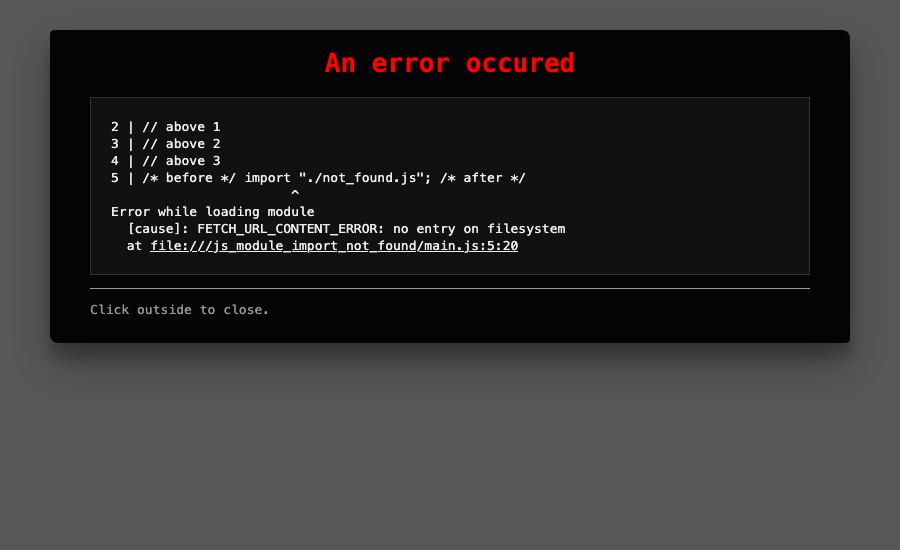 An error occured
2 | // above 1
3 | // above 2
4 | // above 3
5 | /* before */ import "./not_found.js"; /* after */
                       ^
Error while loading module
  [cause]: FETCH_URL_CONTENT_ERROR: no entry on filesystem
  at file:///js_module_import_not_found/main.js:5:20
Click outside to close.